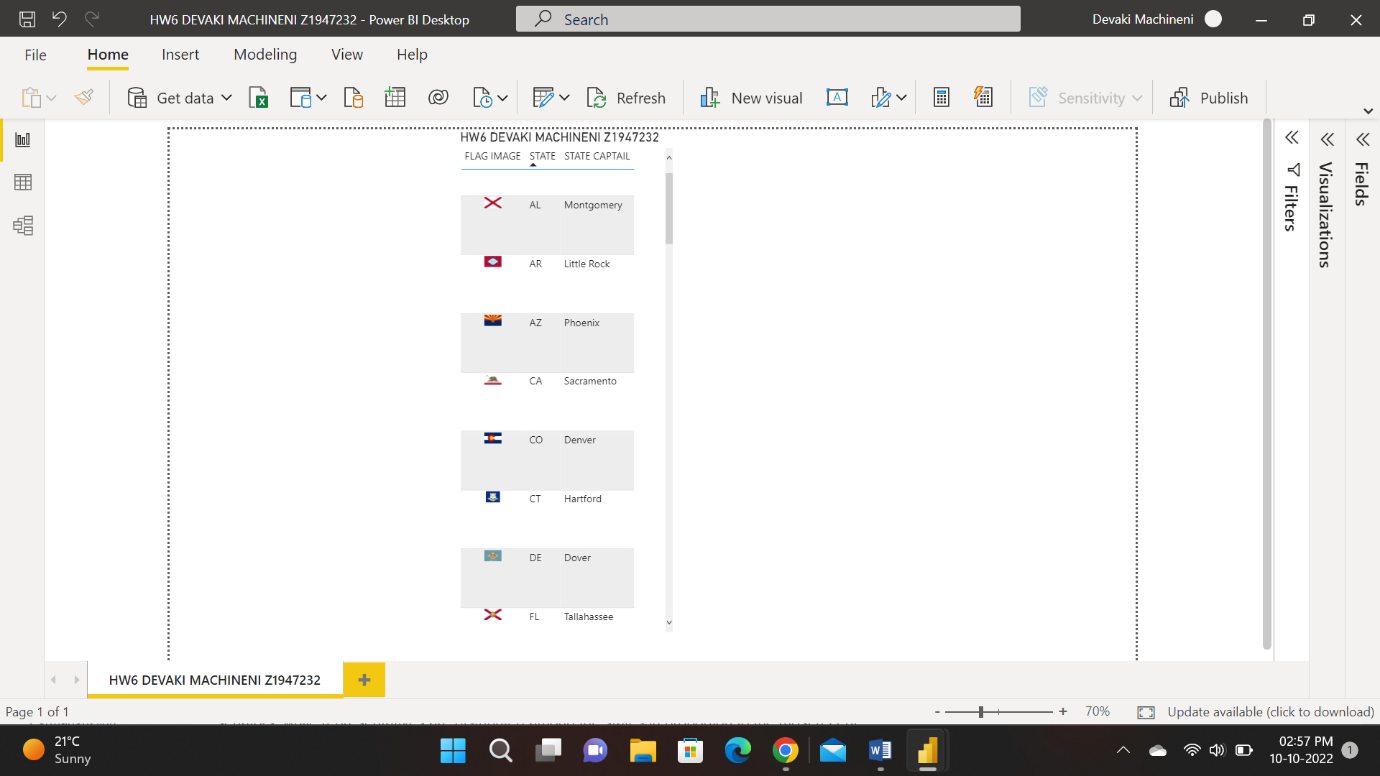 HW6 DEVAKI MACHINENI Z1947232 - Power BI Desktop
Search
Devaki Machineni
File Home Insert Modeling View Help
Get data Refresh New visual Sensitivity Publish
HW6 DEVAKI MACHINENI Z1947232
FLAG IMAGE STATE STATE CAPTAIL
AL Montgomery
AR Little Rock
AZ Phoenix
CA Sacramento
CO Denver
CT Hartford
DE Dover
FL Tallahassee
Filters
Visualizations
Fields
HW6 DEVAKI MACHINENI Z1947232
Page 1 of 1
70%
Update available (click to download)
21°C
Sunny
02:57 PM
10-10-2022
1